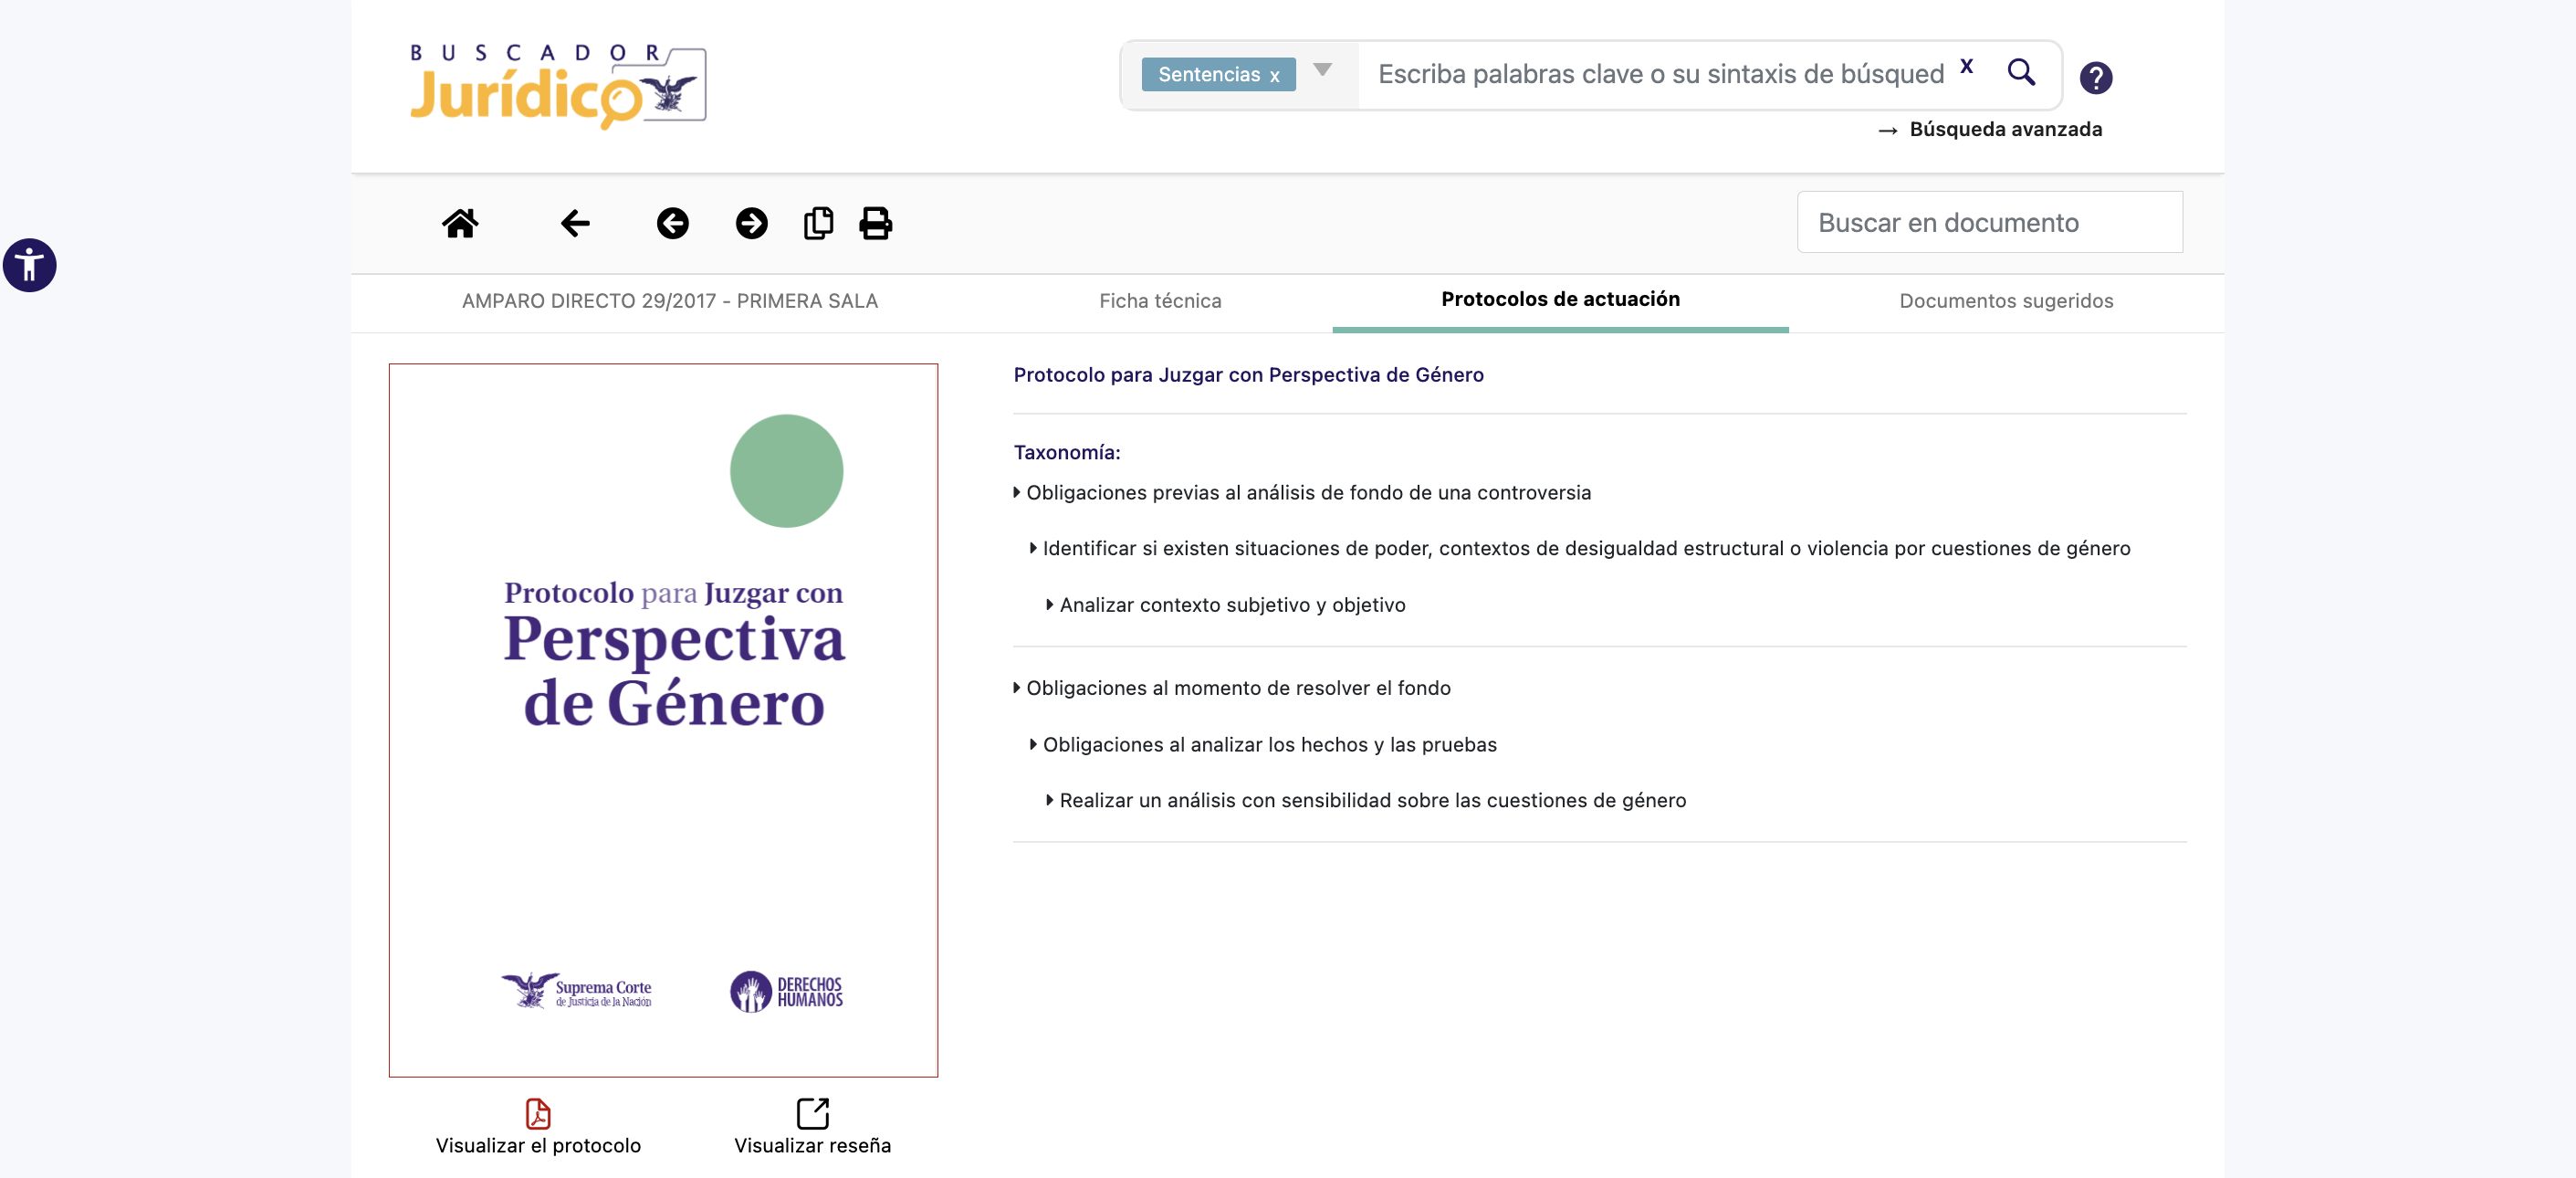 BUSCADOR
Jurídico
Sentencias x
Escriba palabras clave o su sintaxis de búsqued
x
?
→ Búsqueda avanzada
Buscar en documento
AMPARO DIRECTO 29/2017 - PRIMERA SALA
Ficha técnica
Protocolos de actuación
Documentos sugeridos
Protocolo para Juzgar con
Perspectiva
de Género
Suprema Corte
de Justicia de la Nación
DERECHOS
HUMANOS
Visualizar el protocolo
Visualizar reseña
Protocolo para Juzgar con Perspectiva de Género
Taxonomía:
Obligaciones previas al análisis de fondo de una controversia
Identificar si existen situaciones de poder, contextos de desigualdad estructural o violencia por cuestiones de género
Analizar contexto subjetivo y objetivo
Obligaciones al momento de resolver el fondo
Obligaciones al analizar los hechos y las pruebas
Realizar un análisis con sensibilidad sobre las cuestiones de género